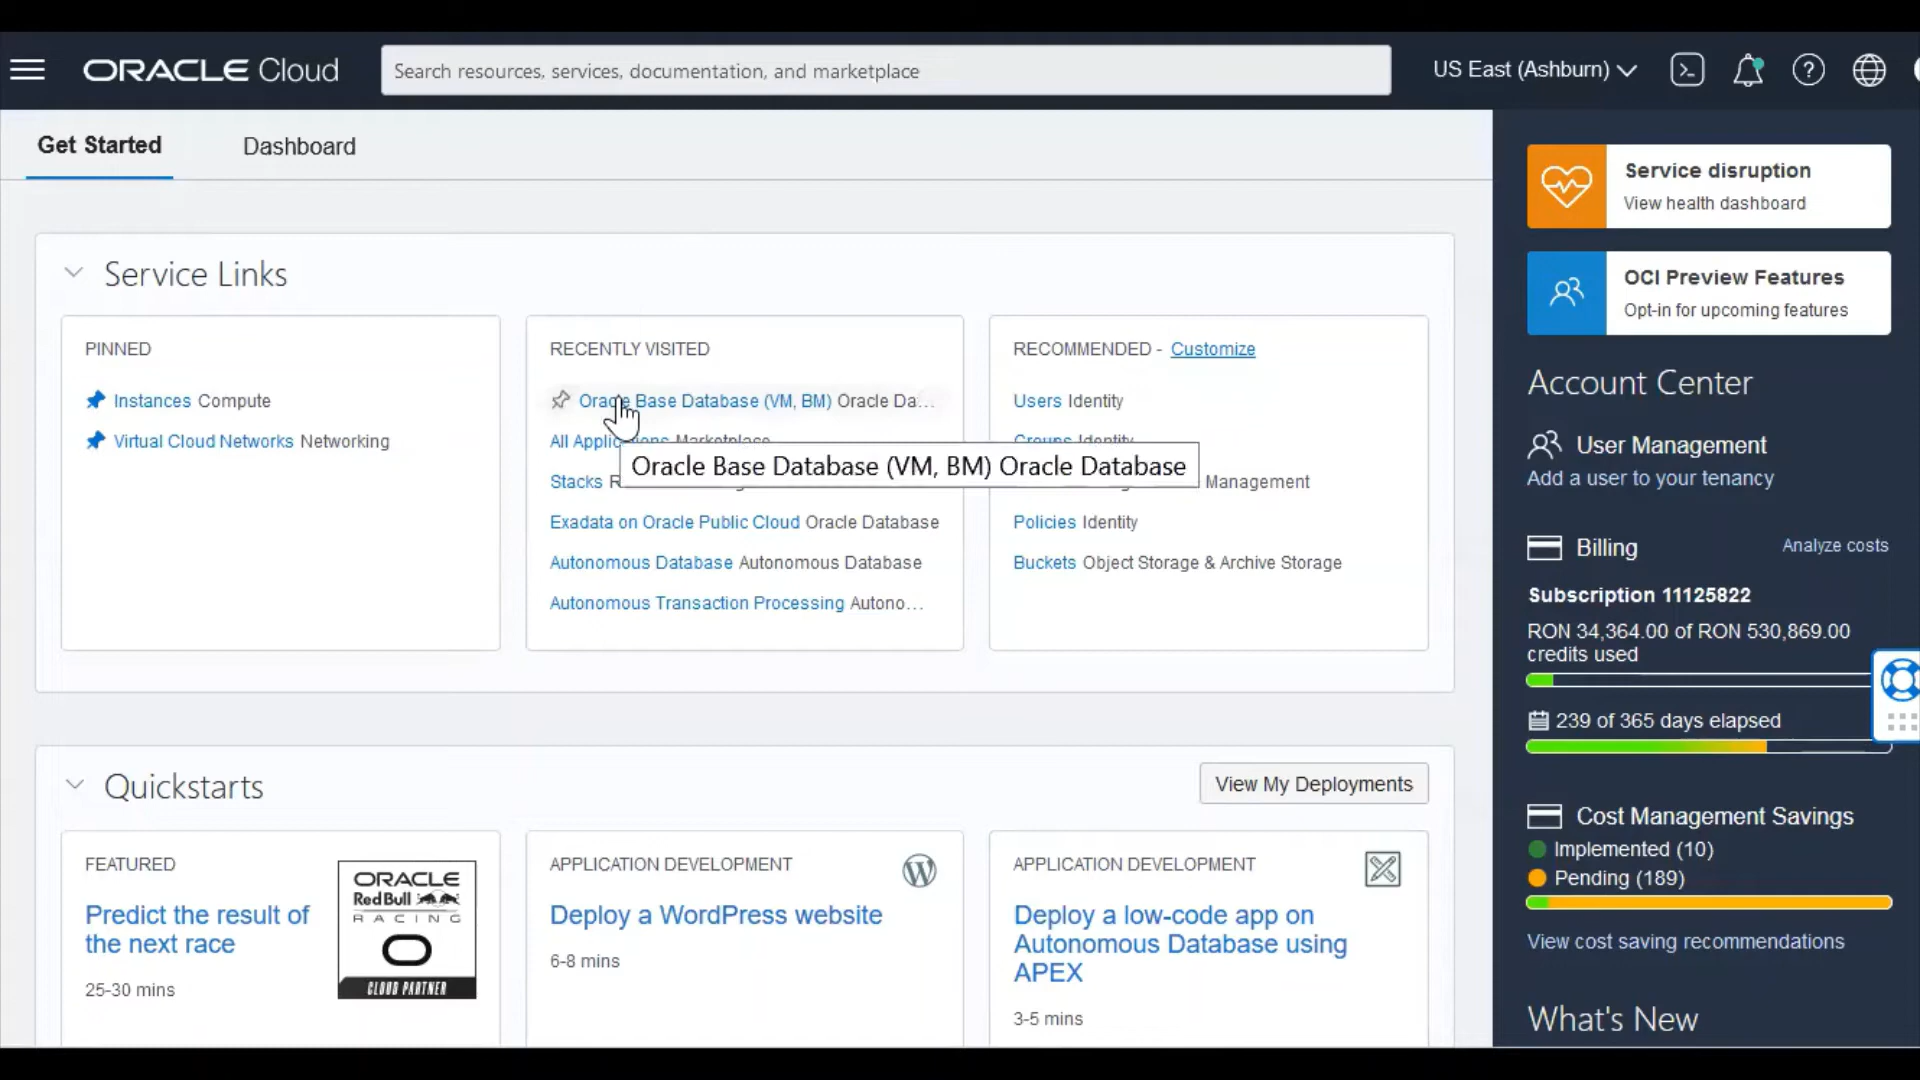 ORACLE Cloud
Search resources, services, documentation, and marketplace
US East (Ashburn)
Get Started
Dashboard
Service Links
PINNED
Instances Compute
Virtual Cloud Networks Networking
RECENTLY VISITED
Oracle Base Database (VM, BM) Oracle Da...
All Applications Marketplace
Oracle Base Database (VM, BM) Oracle Database
Stacks
Exadata on Oracle Public Cloud Oracle Database
Autonomous Database Autonomous Database
Autonomous Transaction Processing Autono...
RECOMMENDED - Customize
Users Identity
Groups Identity
Management
Policies Identity
Buckets Object Storage & Archive Storage
Quickstarts
View My Deployments
FEATURED
Predict the result of
the next race
25-30 mins
ORACLE
Red Bull
RACING
CLOUD PARTNER
APPLICATION DEVELOPMENT
Deploy a WordPress website
6-8 mins
APPLICATION DEVELOPMENT
Deploy a low-code app on
Autonomous Database using
APEX
3-5 mins
Service disruption
View health dashboard
OCI Preview Features
Opt-in for upcoming features
Account Center
User Management
Add a user to your tenancy
Billing
Analyze costs
Subscription 11125822
RON 34,364.00 of RON 530,869.00
credits used
239 of 365 days elapsed
Cost Management Savings
Implemented (10)
Pending (189)
View cost saving recommendations
What's New